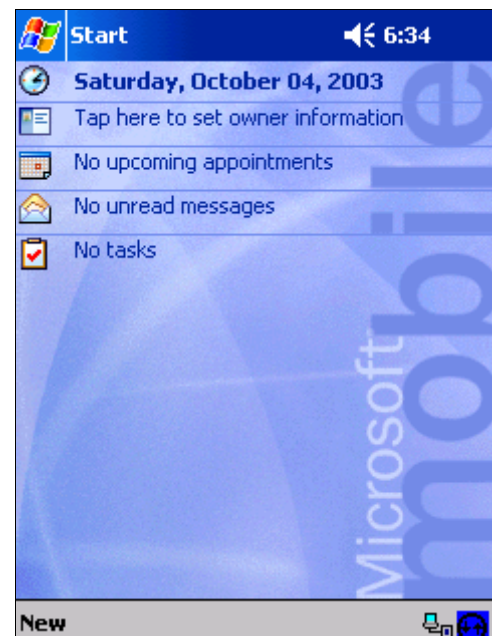 Start 6:34
Saturday, October 04, 2003
Tap here to set owner information
No upcoming appointments
No unread messages
No tasks
Microsoft
mobile
New